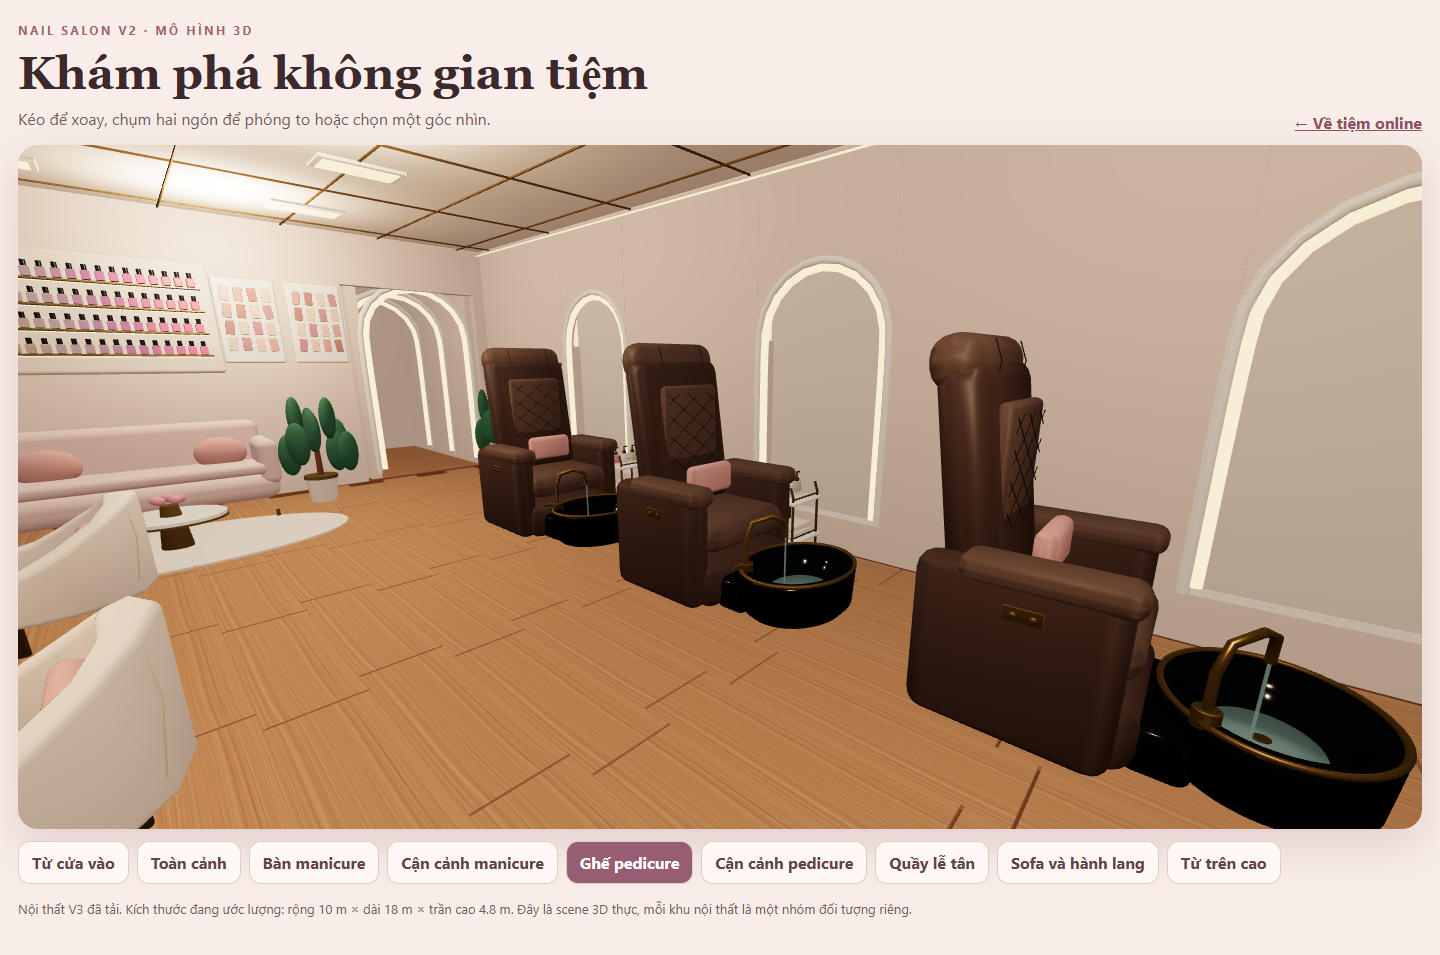 NAIL SALON V2 · MÔ HÌNH 3D
Khám phá không gian tiệm
Kéo để xoay, chụm hai ngón để phóng to hoặc chọn một góc nhìn.
← Về tiệm online
Từ cửa vào
Toàn cảnh
Bàn manicure
Cận cảnh manicure
Ghế pedicure
Cận cảnh pedicure
Quầy lễ tân
Sofa và hành lang
Từ trên cao
Nội thất V3 đã tải. Kích thước đang ước lượng: rộng 10 m × dài 18 m × trần cao 4.8 m. Đây là scene 3D thực, mỗi khu nội thất là một nhóm đối tượng riêng.